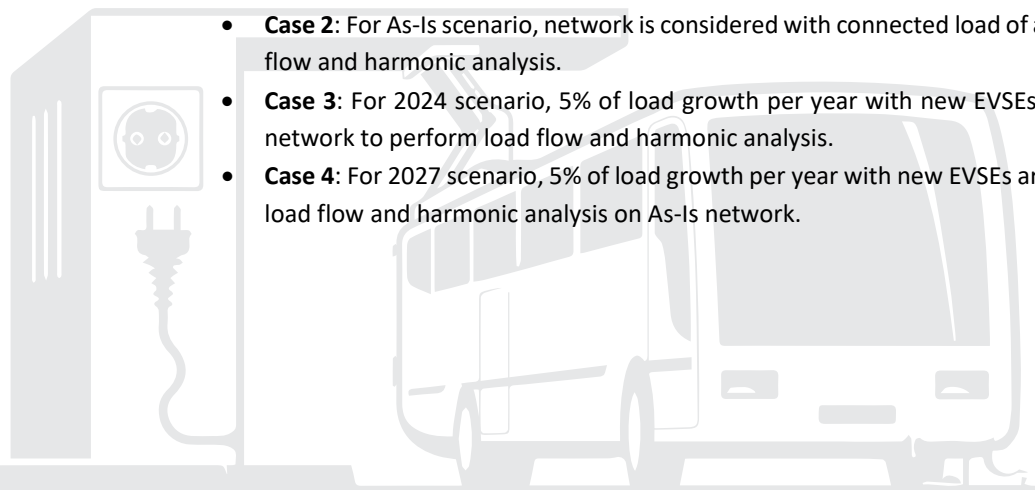 • Case 2: For As-Is scenario, network is considered with connected load of
flow and harmonic analysis.
• Case 3: For 2024 scenario, 5% of load growth per year with new EVSEs
network to perform load flow and harmonic analysis.
• Case 4: For 2027 scenario, 5% of load growth per year with new EVSEs
load flow and harmonic analysis on As-Is network.